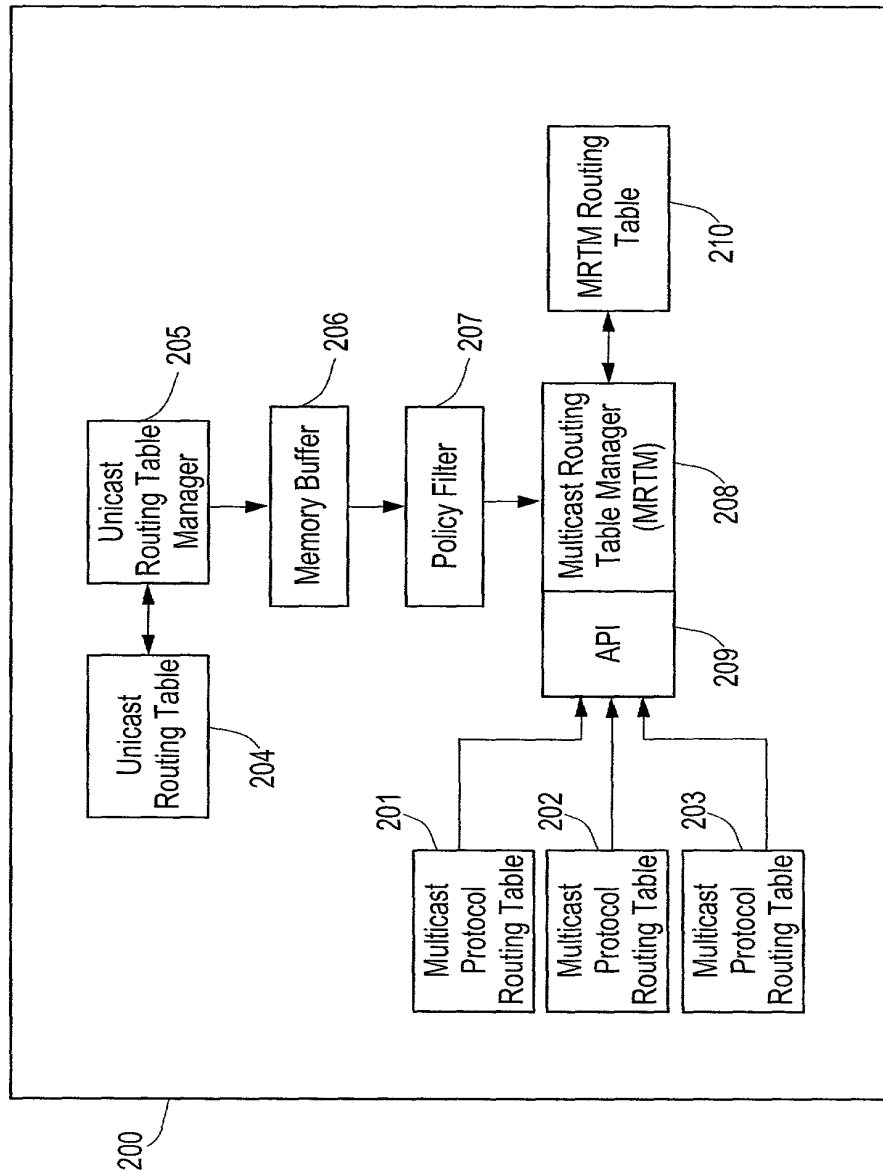 200
Unicast
Routing Table
204
Unicast
Routing Table
Manager
205
Memory Buffer
206
Policy Filter
207
Multicast
Protocol
Routing Table
201
Multicast
Protocol
Routing Table
202
Multicast
Protocol
Routing Table
203
API
209
Multicast Routing
Table Manager
(MRTM)
208
MRTM Routing
Table
210